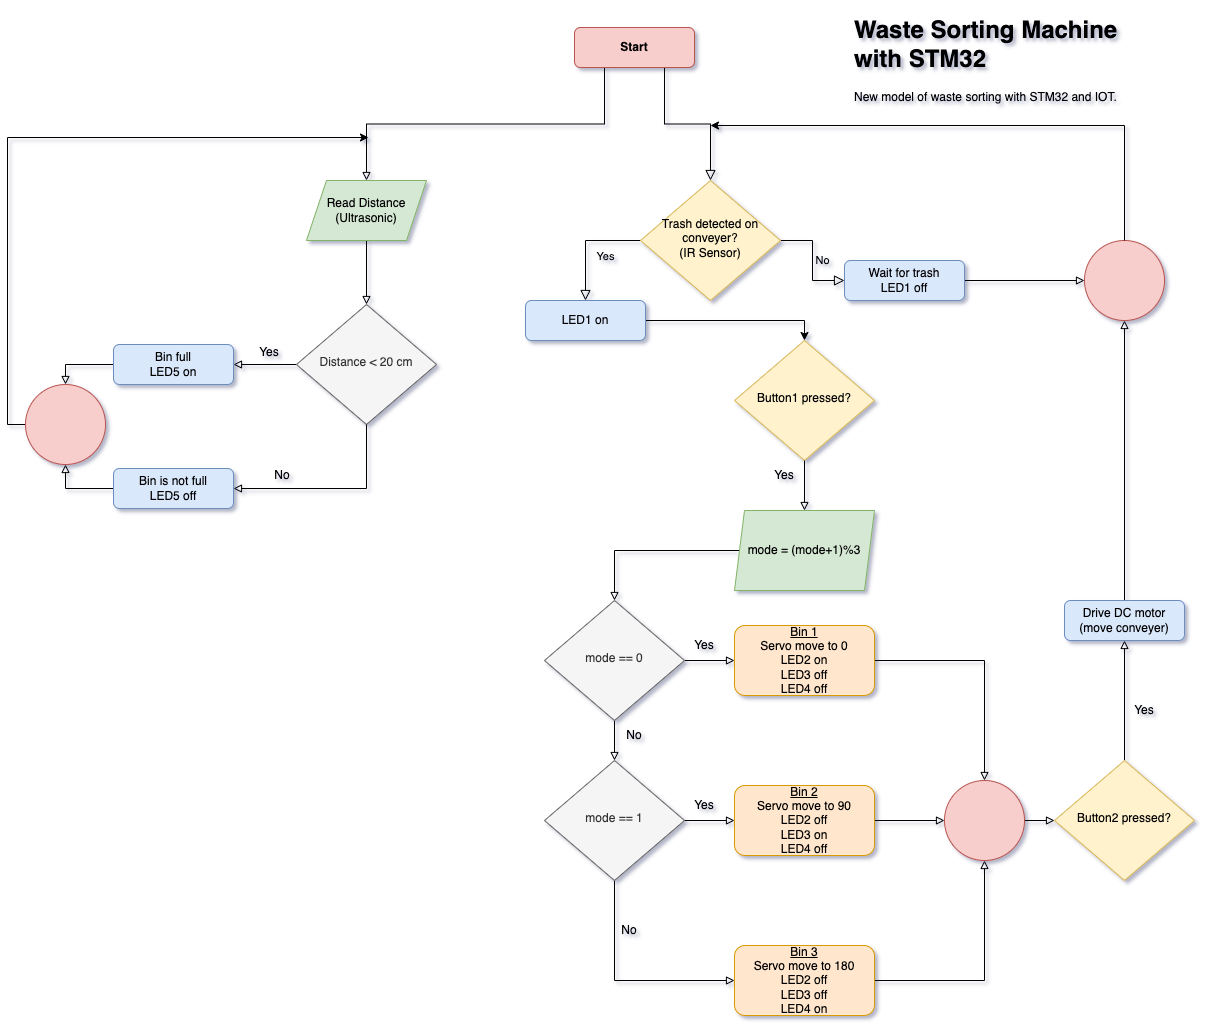 Waste Sorting Machine
with STM32
New model of waste sorting with STM32 and IOT.
Start
Read Distance
(Ultrasonic)
Distance < 20 cm
Yes
Bin full
LED5 on
No
Bin is not full
LED5 off
Trash detected on
conveyer?
(IR Sensor)
Yes
No
Wait for trash
LED1 off
LED1 on
Button1 pressed?
Yes
mode = (mode+1)%3
mode == 0
Yes
Bin 1
Servo move to 0
LED2 on
LED3 off
LED4 off
No
mode == 1
Yes
Bin 2
Servo move to 90
LED2 off
LED3 on
LED4 off
No
Bin 3
Servo move to 180
LED2 off
LED3 off
LED4 on
Button2 pressed?
Yes
Drive DC motor
(move conveyer)